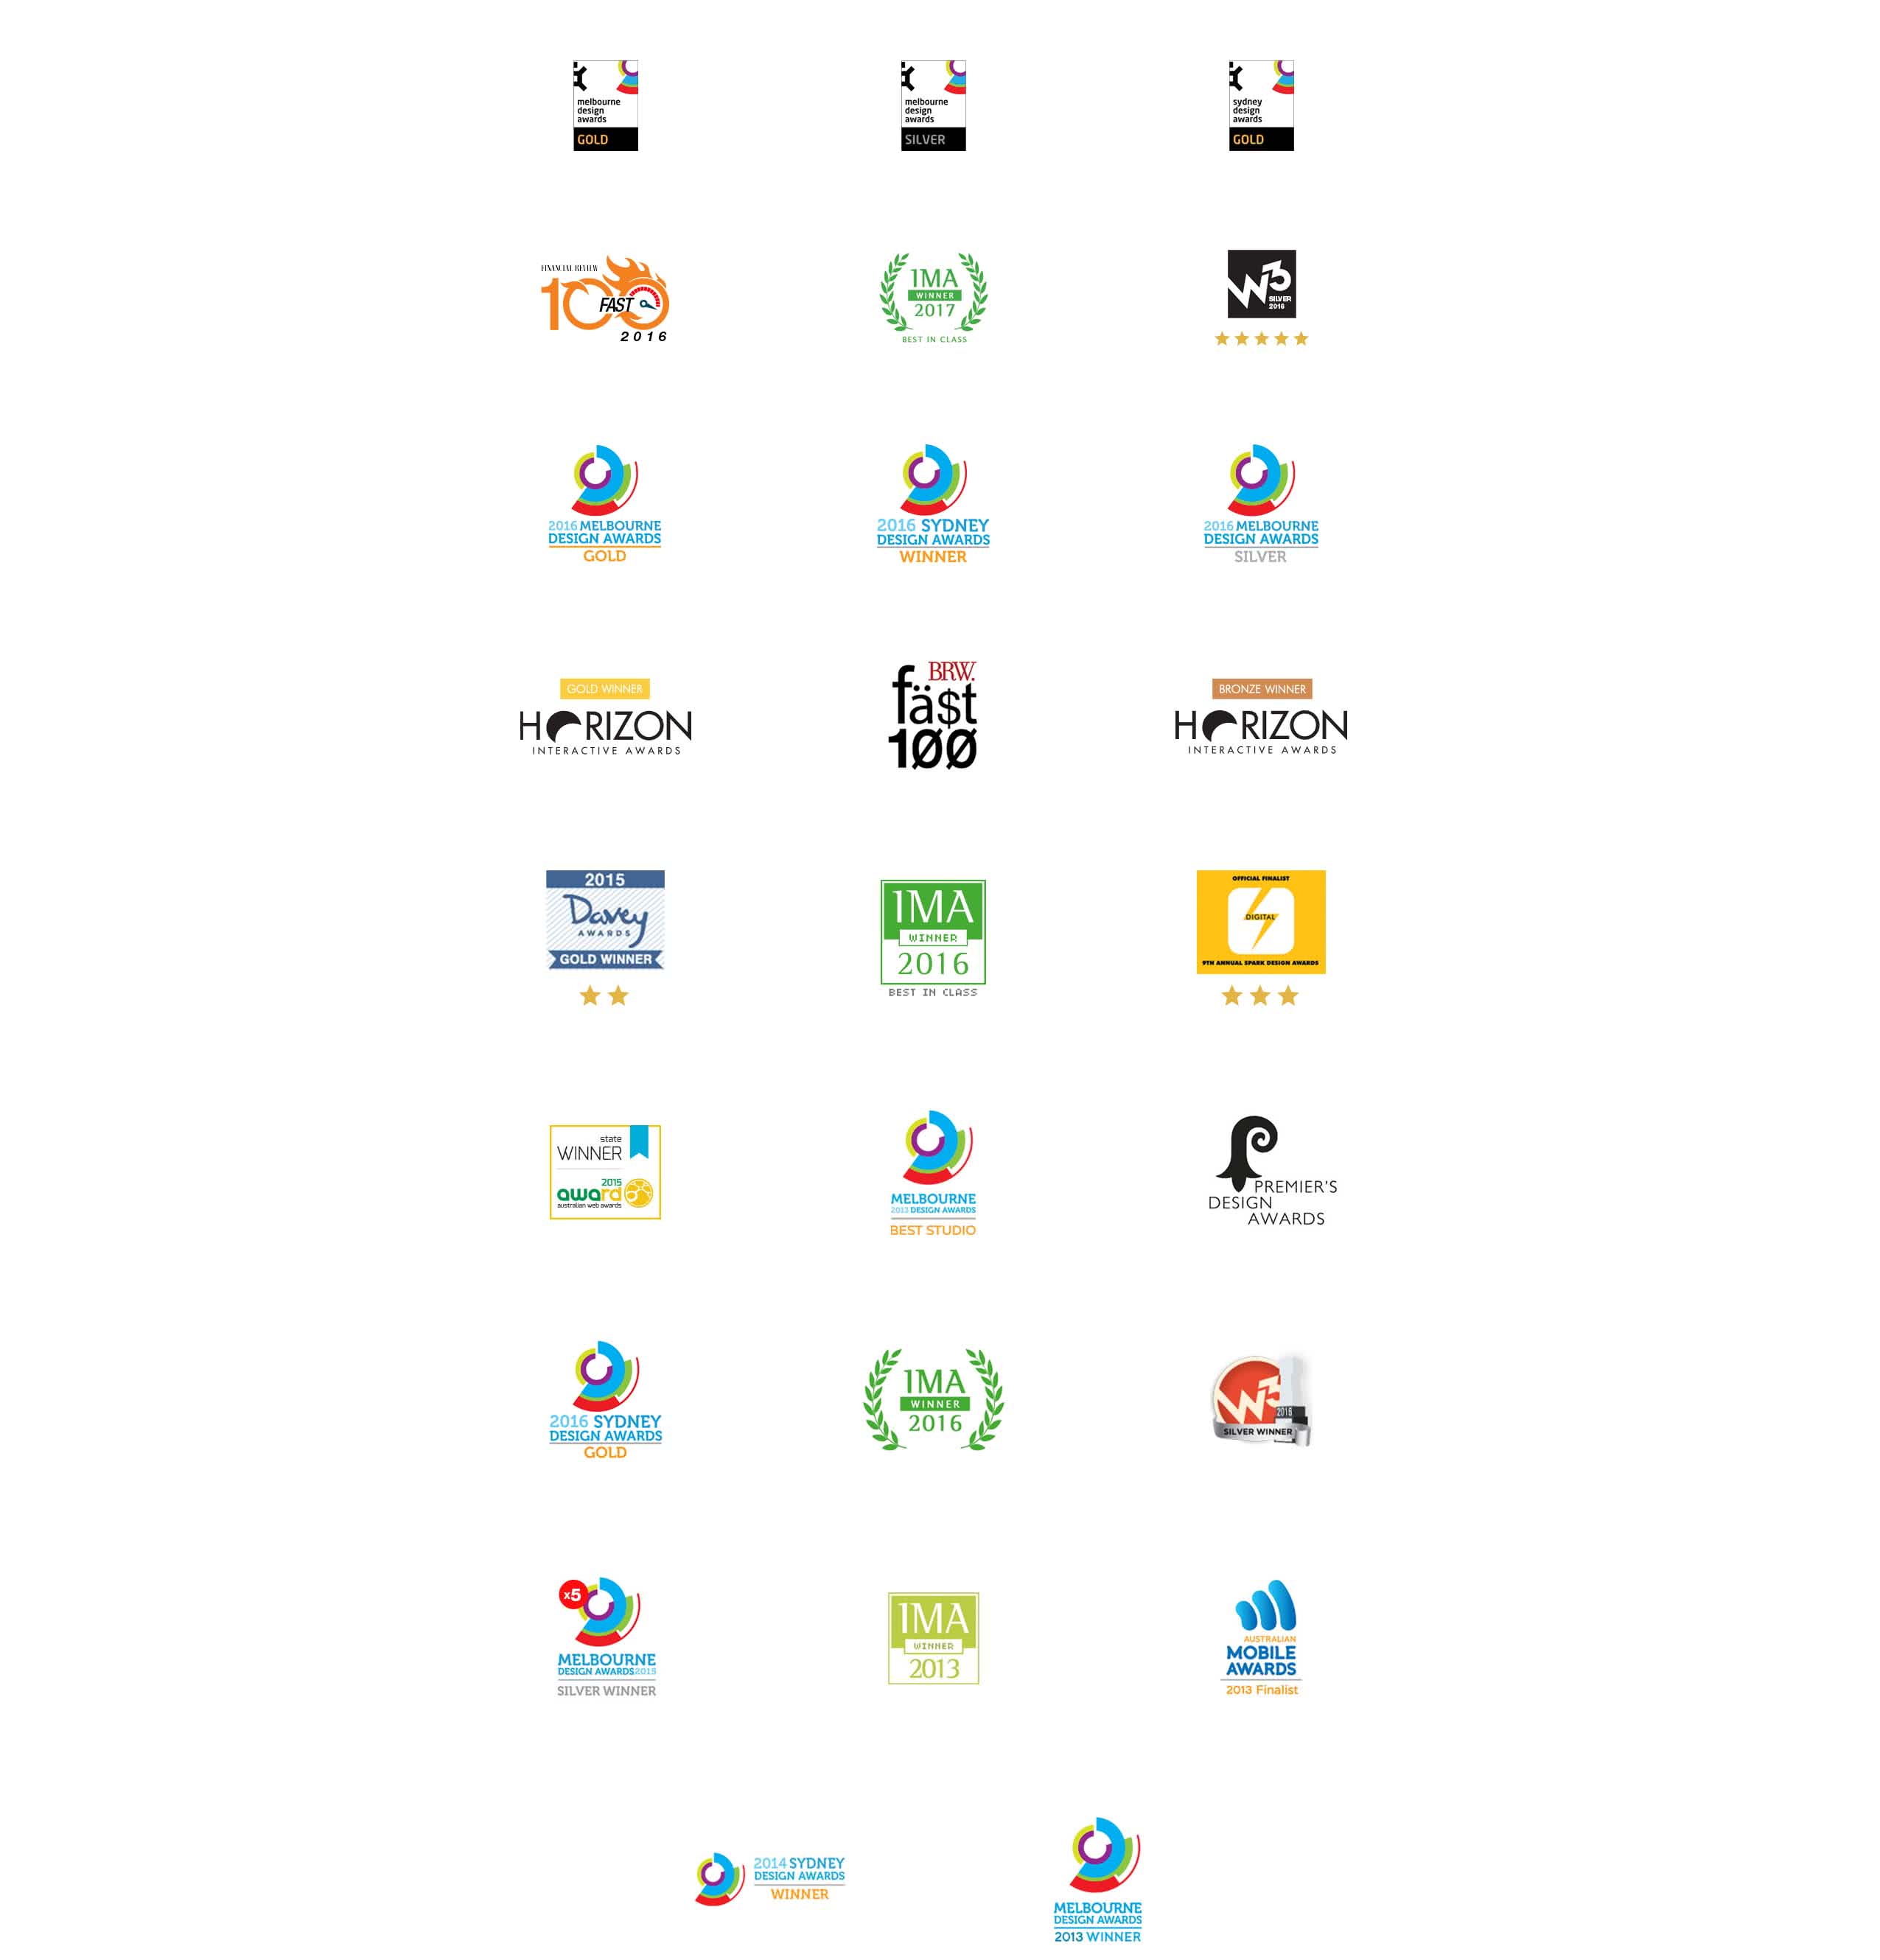 melbourne
design
awards
GOLD
melbourne
design
awards
SILVER
sydney
design
awards
GOLD
FINANCIAL REVIEW
100
FAST
2016
IMA
WINNER
2017
BEST IN CLASS
W3
SILVER
2016
2016 MELBOURNE
DESIGN AWARDS
GOLD
2016 SYDNEY
DESIGN AWARDS
WINNER
2016 MELBOURNE
DESIGN AWARDS
SILVER
GOLD WINNER
HORIZON
INTERACTIVE AWARDS
BRW.
fä$t
100
BRONZE WINNER
HORIZON
INTERACTIVE AWARDS
2015
Davey
AWARDS
GOLD WINNER
IMA
WINNER
2016
BEST IN CLASS
OFFICIAL FINALIST
DIGITAL
9TH ANNUAL SPARK DESIGN AWARDS
state
WINNER
2015
award
australian web awards
MELBOURNE
2013 DESIGN AWARDS
BEST STUDIO
PREMIER'S
DESIGN
AWARDS
2016 SYDNEY
DESIGN AWARDS
GOLD
IMA
WINNER
2016
W3
SILVER WINNER
x5
MELBOURNE
DESIGN AWARDS2015
SILVER WINNER
IMA
WINNER
2013
AUSTRALIAN
MOBILE
AWARDS
2013 Finalist
2014 SYDNEY
DESIGN AWARDS
WINNER
MELBOURNE
DESIGN AWARDS
2013 WINNER